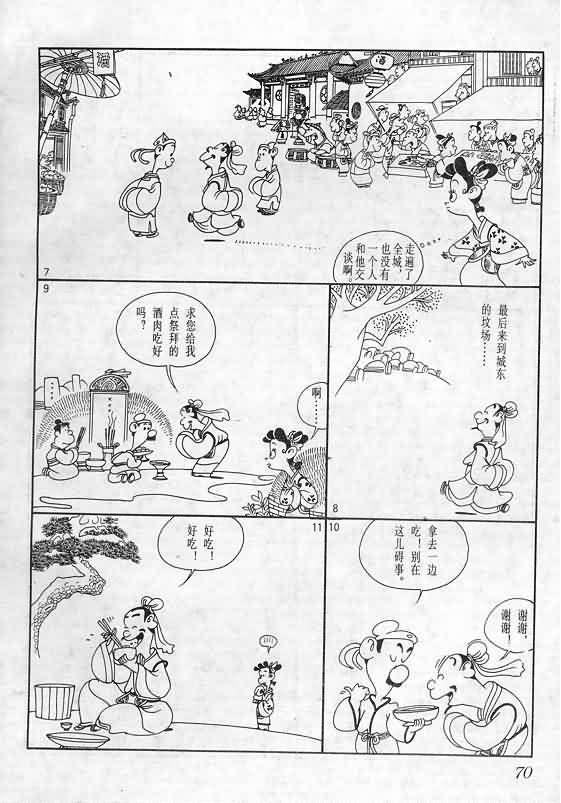 酒
走遍了
全城，
也没有
一个人
和他交
谈啊。
7
最后来到城东
的坟场……
8
9
求您给我
点祭拜的
酒肉吃好
吗？
啊……
10
拿去一边
吃！别在
这儿碍事。
谢谢，
谢谢！
11
好吃！
好吃！
70